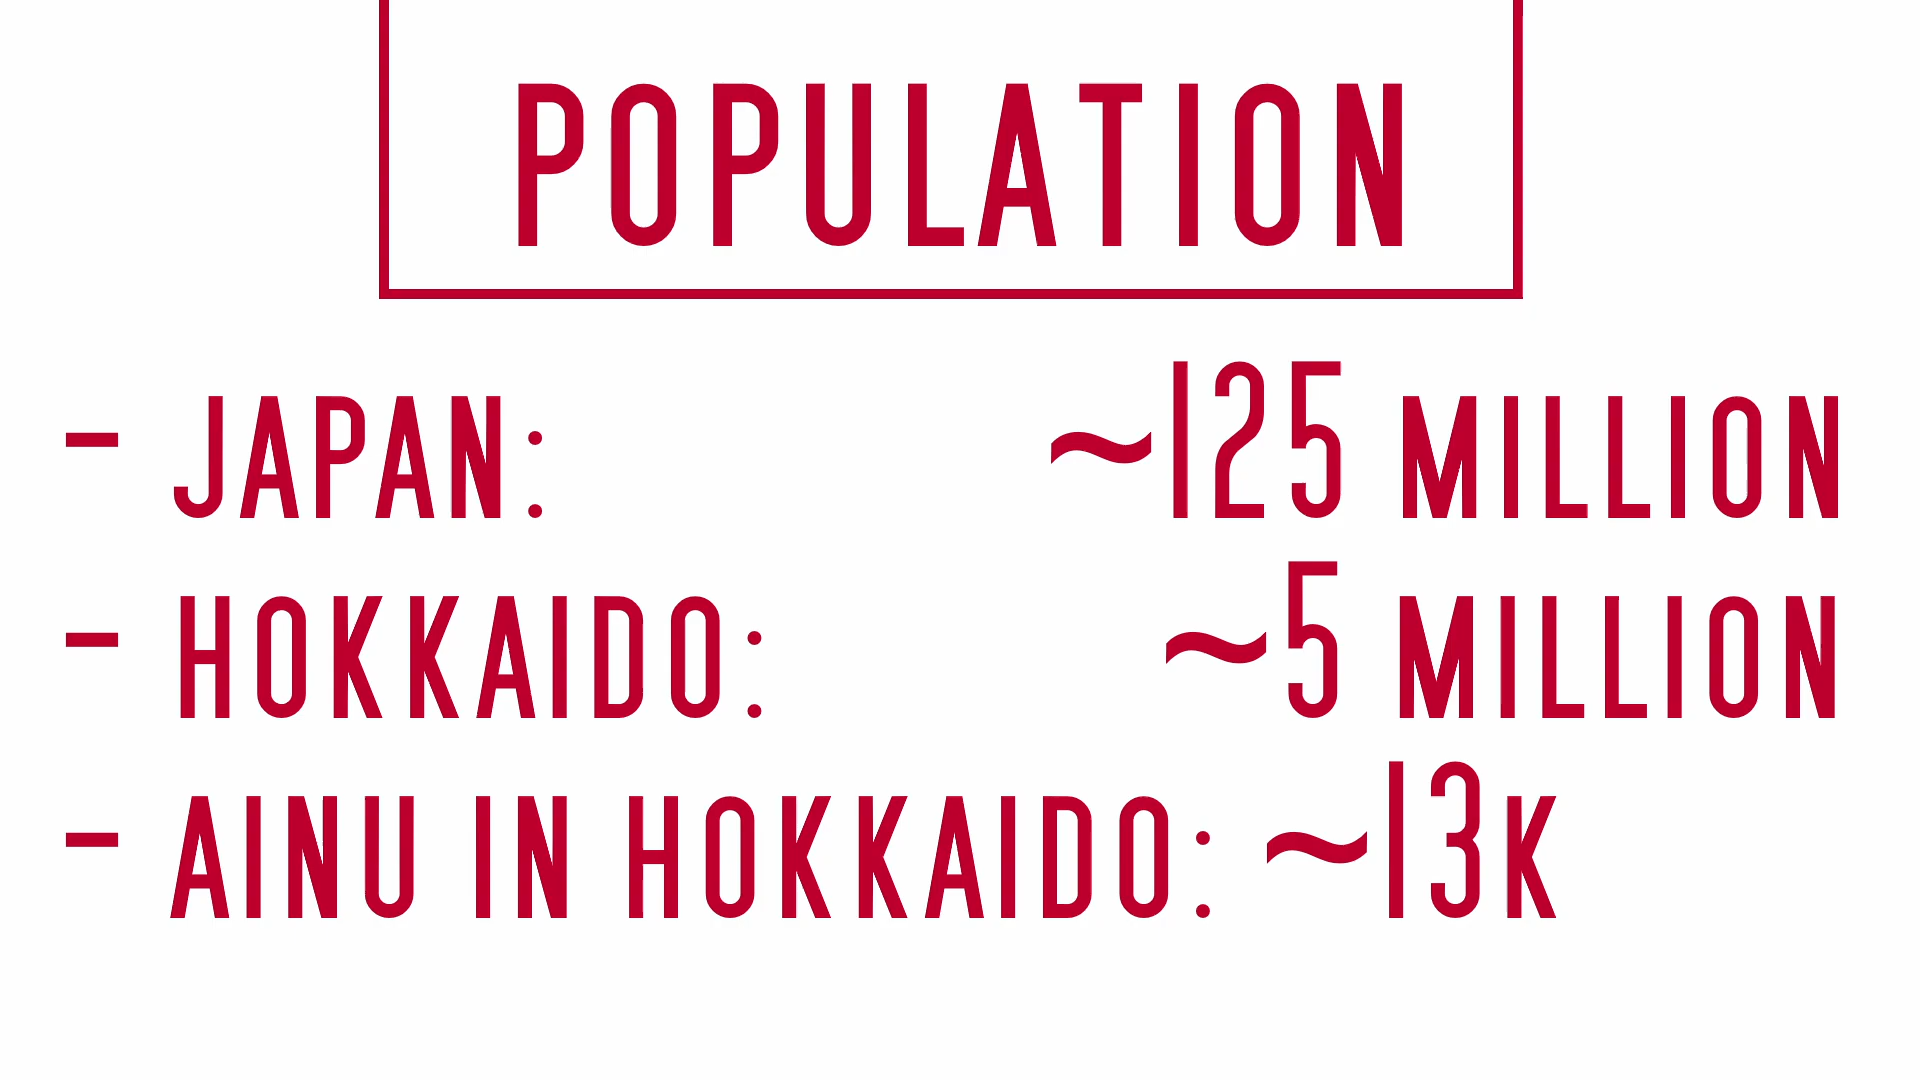 POPULATION
- JAPAN: ~125 MILLION
- HOKKAIDO: ~5 MILLION
- AINU IN HOKKAIDO: ~13K